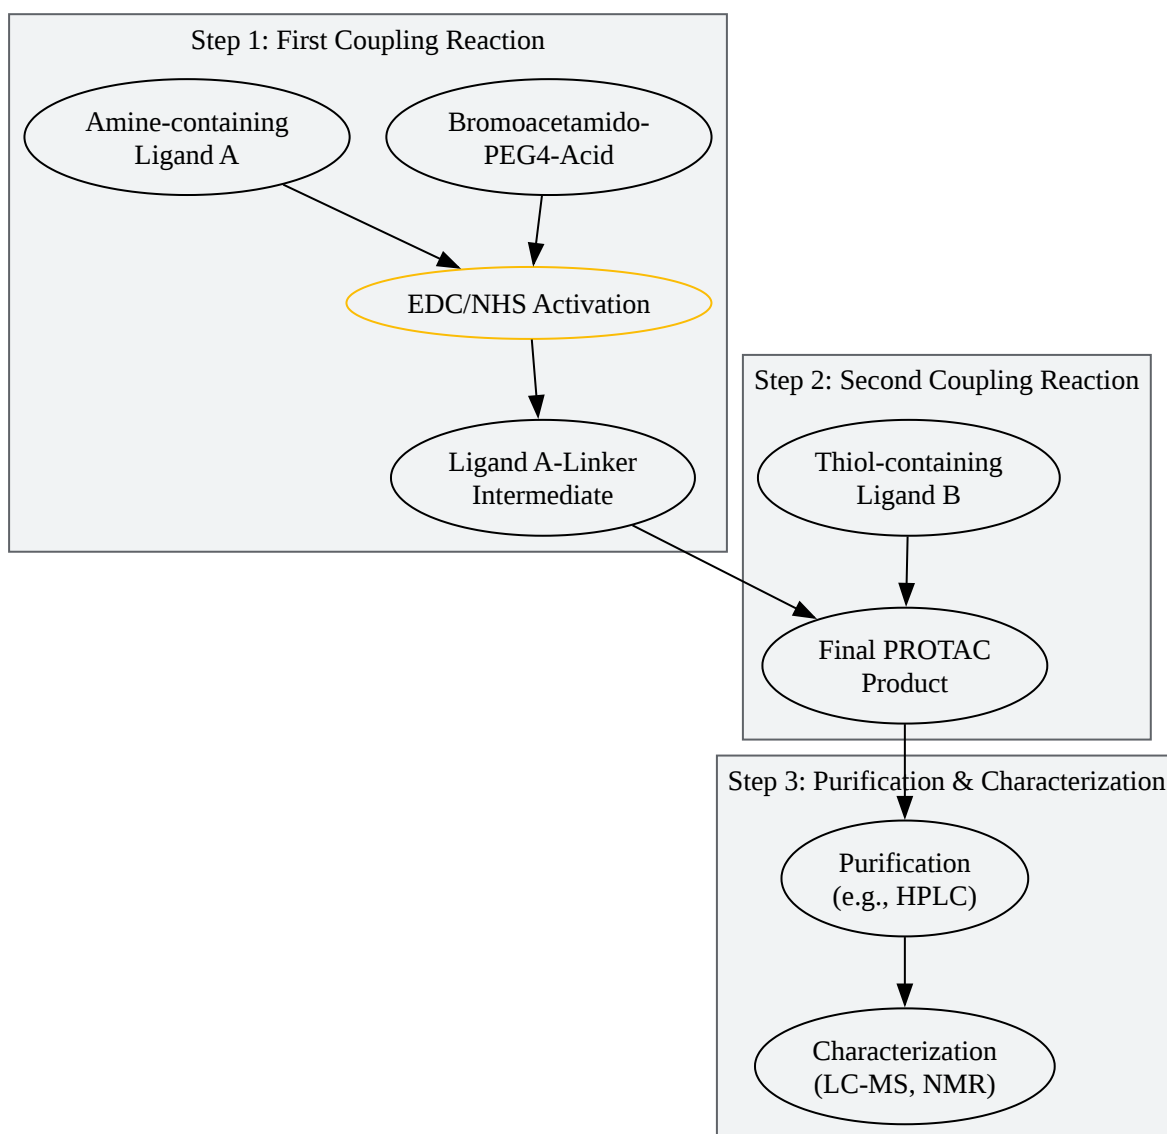 Step 1: First Coupling Reaction
Amine-containing
Ligand A
Bromoacetamido-
PEG4-Acid
EDC/NHS Activation
Ligand A-Linker
Intermediate
Step 2: Second Coupling Reaction
Thiol-containing
Ligand B
Final PROTAC
Product
Step 3: Purification & Characterization
Purification
(e.g., HPLC)
Characterization
(LC-MS, NMR)